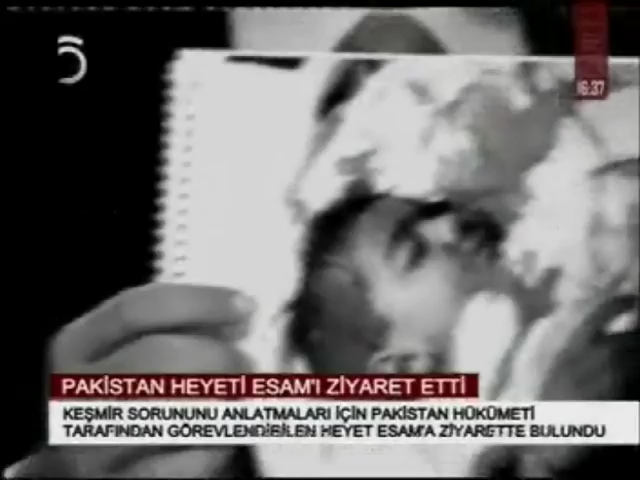 16:37
PAKİSTAN HEYETİ ESAM'I ZİYARET ETTİ
KEŞMİR SORUNUNU ANLATMALARI İÇİN PAKİSTAN HÜKÜMETİ
TARAFINDAN GÖREVLENDİRİLEN HEYET ESAM'A ZİYARETTE BULUNDU